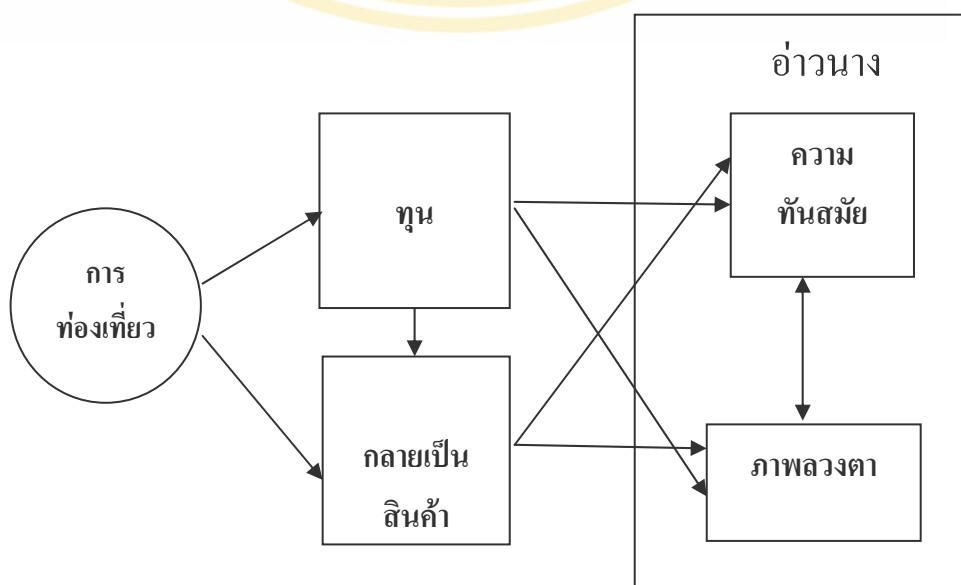 อ่าวนาง
ความ
ทันสมัย
ทุน
การ
ท่องเที่ยว
กลายเป็น
สินค้า
ภาพลวงตา